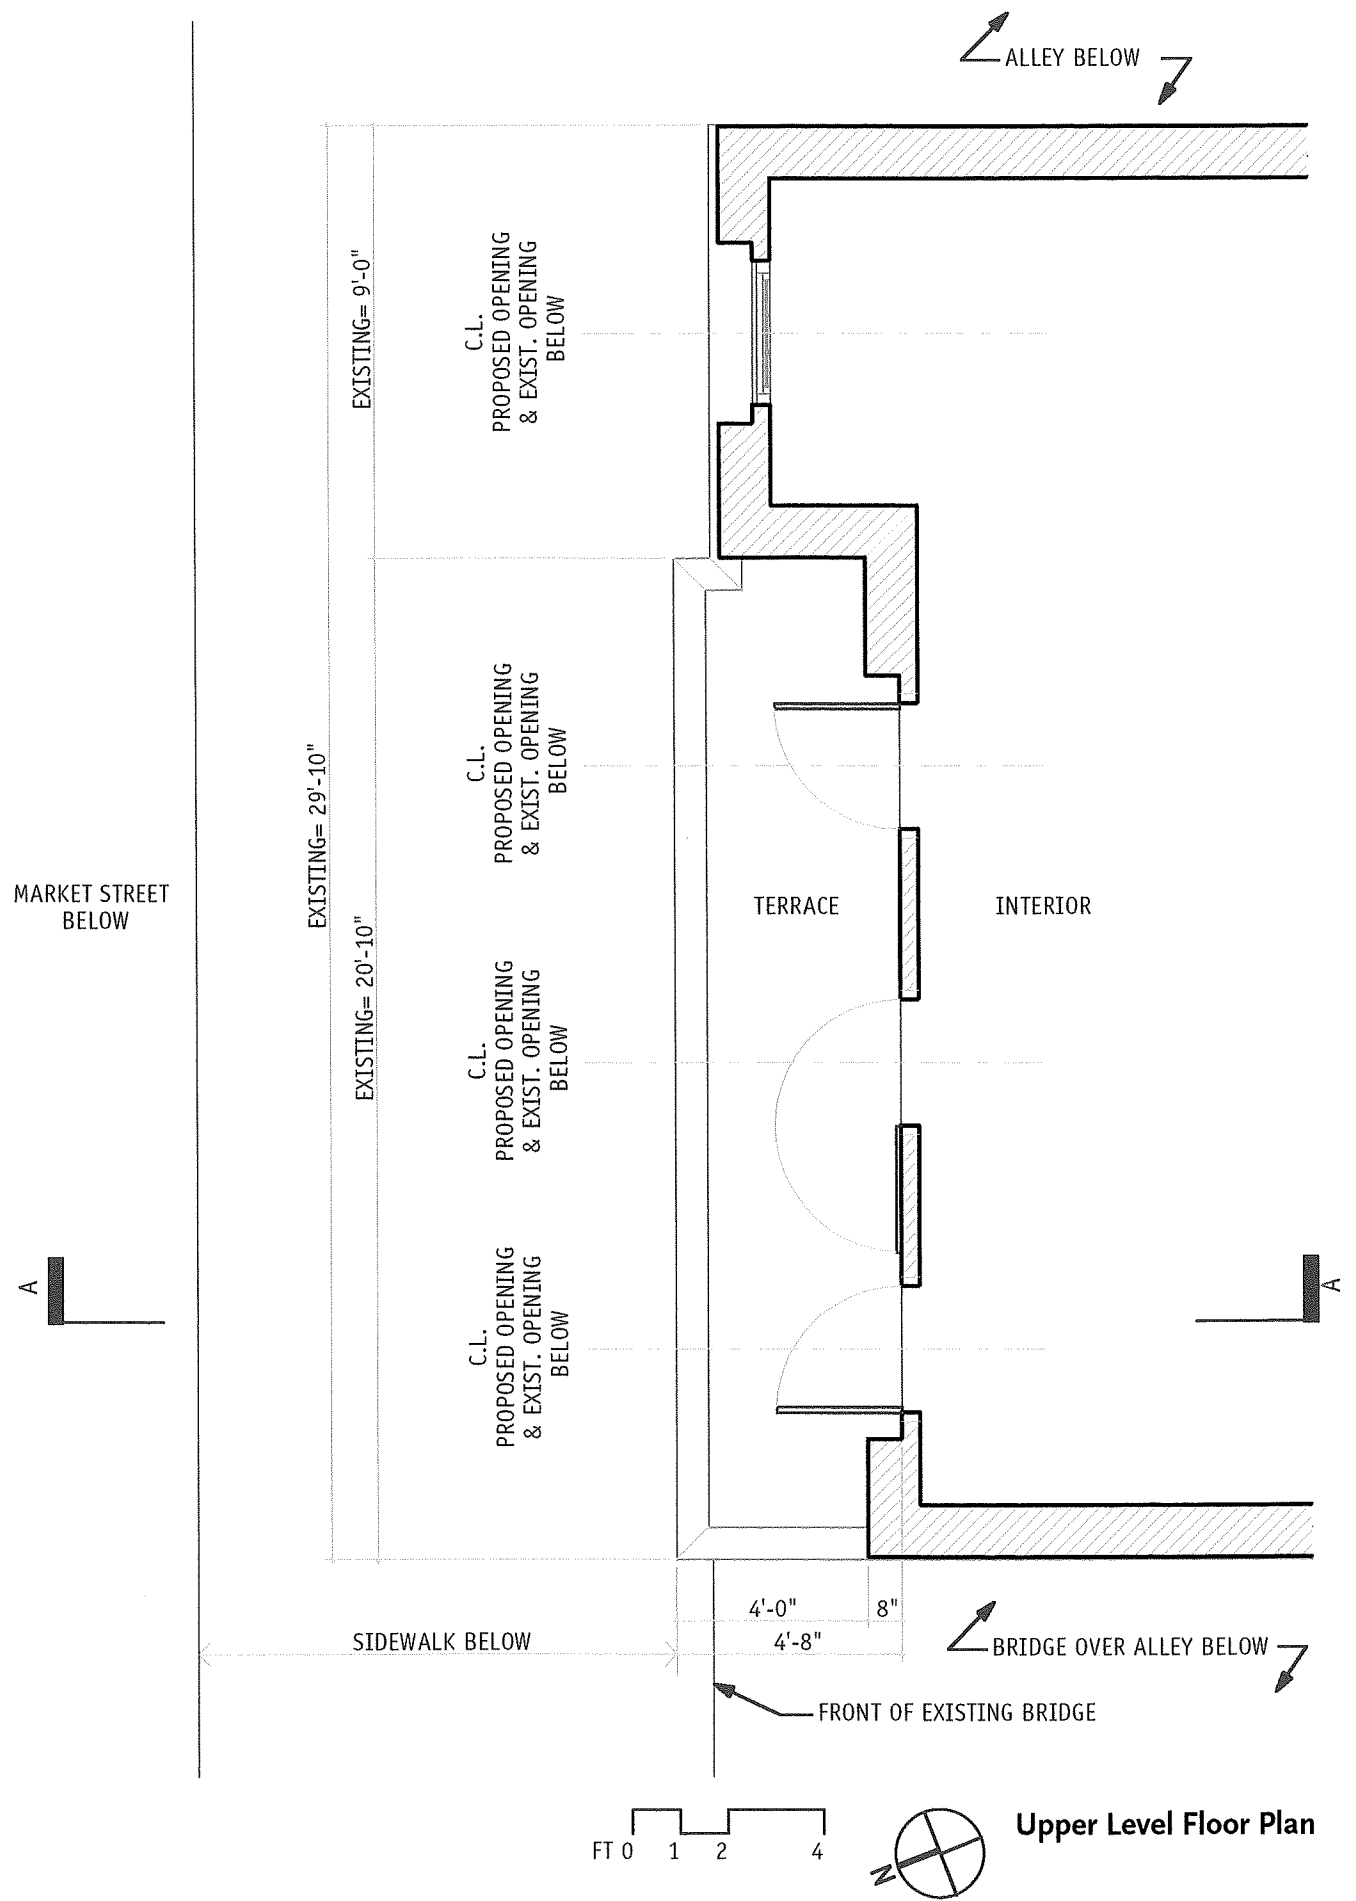 ALLEY BELOW
EXISTING= 9'-0"
C.L.
PROPOSED OPENING
& EXIST. OPENING
BELOW
C.L.
PROPOSED OPENING
& EXIST. OPENING
BELOW
EXISTING= 29'-10"
MARKET STREET
BELOW
TERRACE
INTERIOR
EXISTING= 20'-10"
C.L.
PROPOSED OPENING
& EXIST. OPENING
BELOW
A
C.L.
PROPOSED OPENING
& EXIST. OPENING
BELOW
A
4'-0"
8"
SIDEWALK BELOW
4'-8"
BRIDGE OVER ALLEY BELOW
FRONT OF EXISTING BRIDGE
FT 0 1 2 4
N
Upper Level Floor Plan